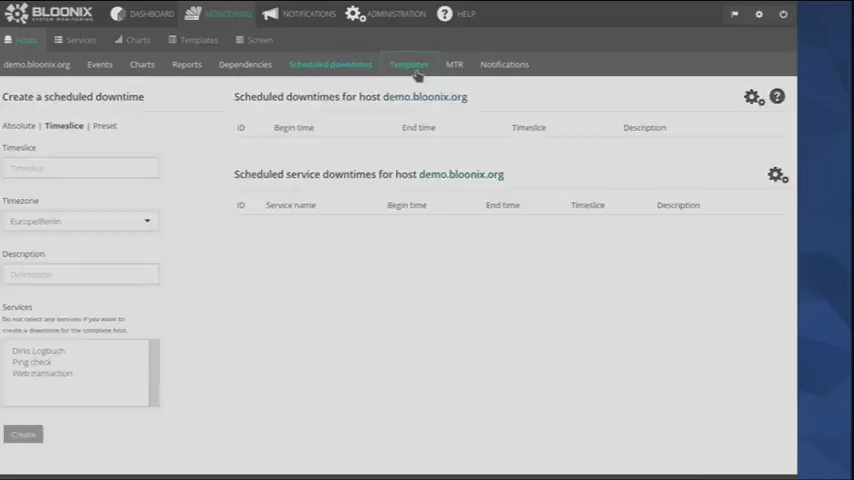 BLOONIX
SYSTEM MONITORING
DASHBOARD
MONITORING
NOTIFICATIONS
ADMINISTRATION
HELP
Hosts
Services
Charts
Templates
Screen
demo.bloonix.org
Events
Charts
Reports
Dependencies
Scheduled downtimes
Templates
MTR
Notifications
Create a scheduled downtime
Absolute | Timeslice | Preset
Timeslice
Timeslice
Timezone
Europe/Berlin
Description
Description
Services
Do not select any services if you want to
create a downtime for the complete host.
Dirks Logbuch
Ping check
Web transaction
Create
Scheduled downtimes for host demo.bloonix.org
ID Begin time End time Timeslice Description
Scheduled service downtimes for host demo.bloonix.org
ID Service name Begin time End time Timeslice Description